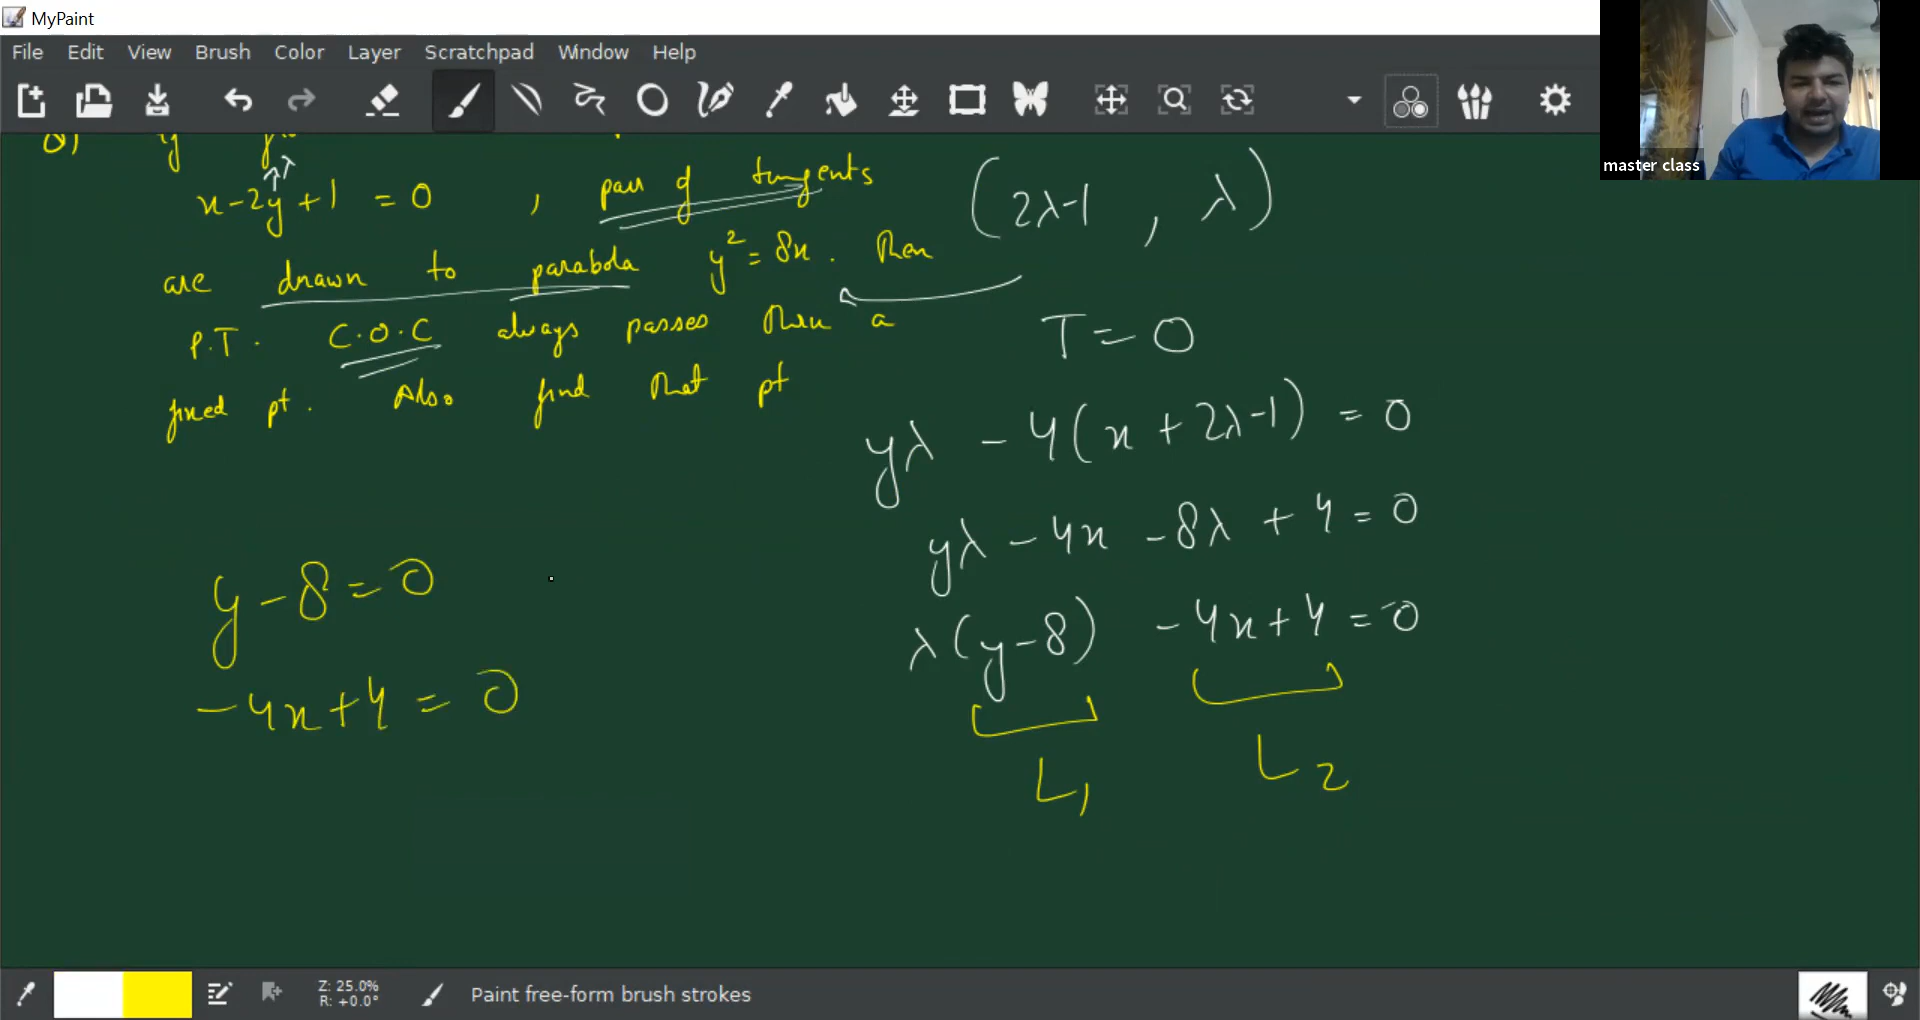 MyPaint
File Edit View Brush Color Layer Scratchpad Window Help
master class
x-2y+1 = 0 , pair of tangents
are drawn to parabola y² = 8x . Then
P.T. C.O.C always passes thru a
fixed pt. Also find that pt
(2λ-1 , λ)
T = 0
yλ - 4(x + 2λ-1) = 0
yλ - 4x - 8λ + 4 = 0
λ(y-8) - 4x + 4 = 0
L₁ L₂
y - 8 = 0
-4x + 4 = 0
Z: 25.0%
R: +0.0°
Paint free-form brush strokes